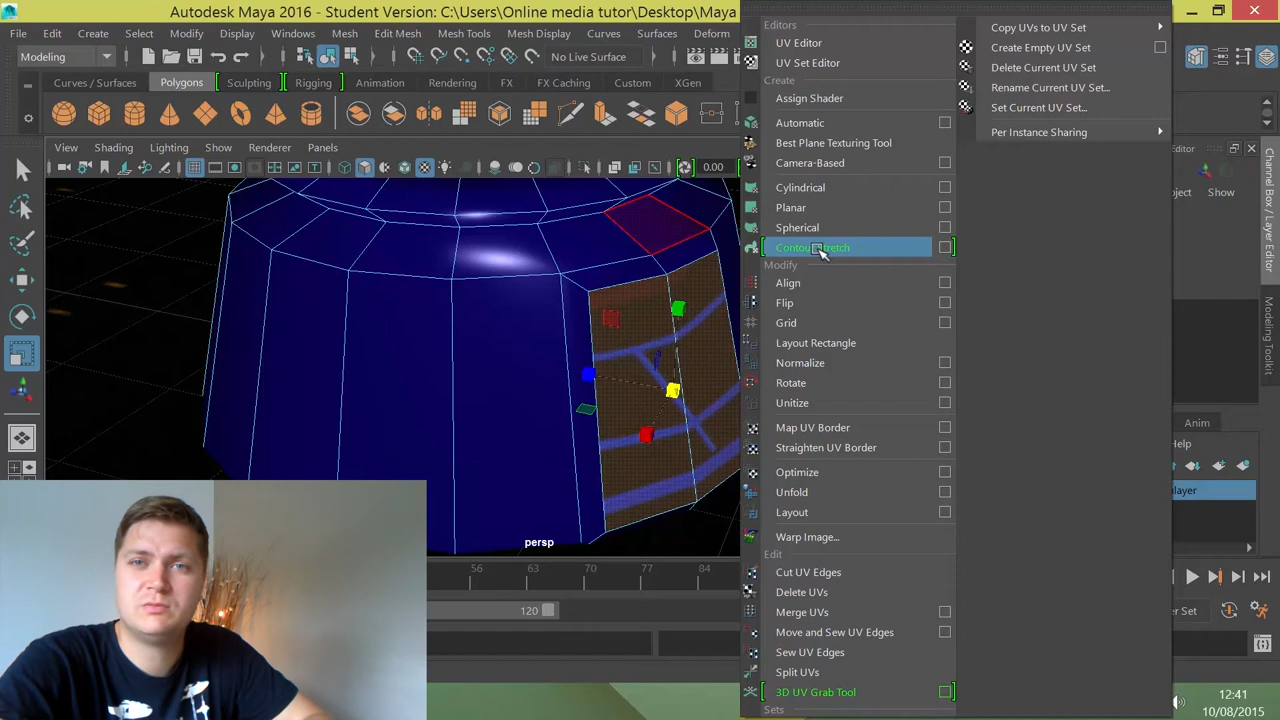 Autodesk Maya 2016 - Student Version: C:\Users\Online media tutor\Desktop\Maya
File Edit Create Select Modify Display Windows Mesh Edit Mesh Mesh Tools Mesh Display Curves
Modeling
No Live Surface
Curves / Surfaces Polygons Sculpting Rigging Animation Rendering FX FX Caching Custom XGen
View Shading Lighting Show Renderer Panels
0.00
persp
56 63 70 77 84
120
Editors
UV Editor
UV Set Editor
Create
Assign Shader
Automatic
Best Plane Texturing Tool
Camera-Based
Cylindrical
Planar
Spherical
Modify
Align
Flip
Grid
Layout Rectangle
Normalize
Rotate
Unitize
Map UV Border
Straighten UV Border
Optimize
Unfold
Layout
Warp Image...
Edit
Cut UV Edges
Delete UVs
Merge UVs
Move and Sew UV Edges
Sew UV Edges
Split UVs
3D UV Grab Tool
Sets
Copy UVs to UV Set
Create Empty UV Set
Delete Current UV Set
Rename Current UV Set...
Set Current UV Set...
Per Instance Sharing
Show
Channel Box / Layer Editor
Modeling Toolkit
Anim
12:41
10/08/2015